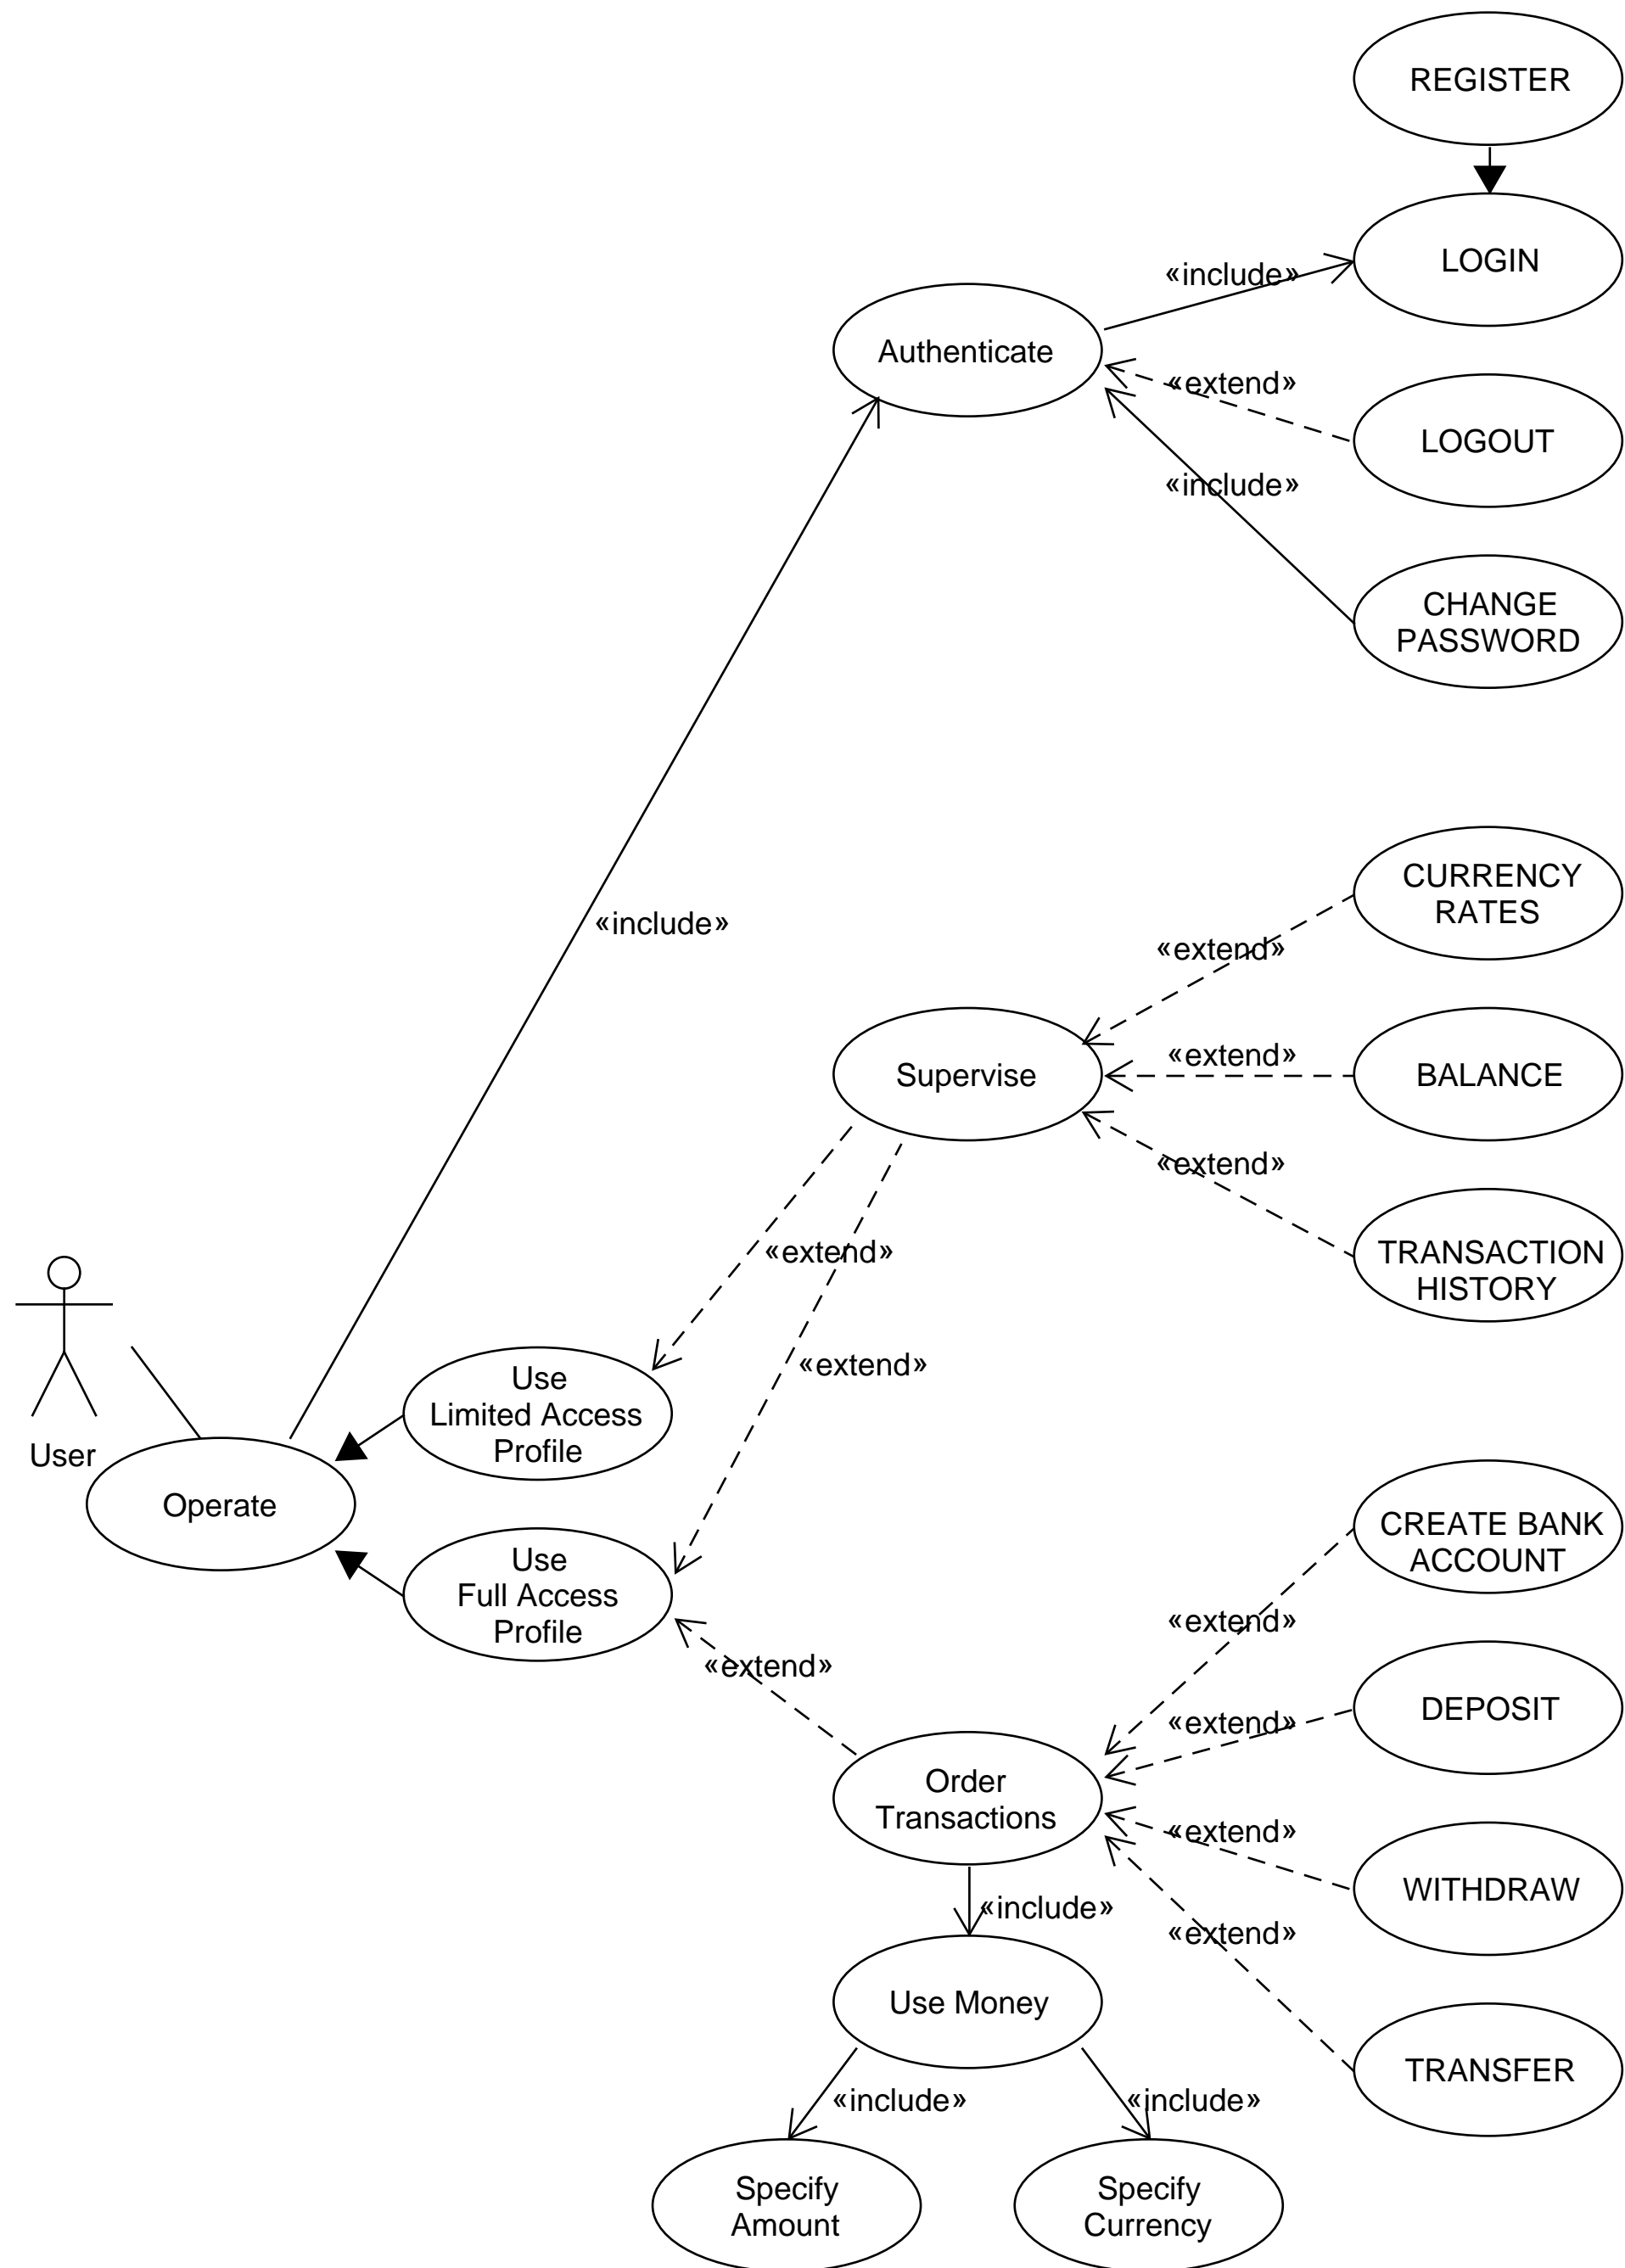 REGISTER
LOGIN
«include»
Authenticate
«extend»
LOGOUT
«include»
CHANGE
PASSWORD
CURRENCY
RATES
«include»
«extend»
Supervise
«extend»
BALANCE
«extend»
TRANSACTION
HISTORY
«extend»
«extend»
User
Use
Limited Access
Profile
Operate
Use
Full Access
Profile
CREATE BANK
ACCOUNT
«extend»
«extend»
DEPOSIT
«extend»
Order
Transactions
«extend»
WITHDRAW
«include»
«extend»
Use Money
TRANSFER
«include»
«include»
Specify
Amount
Specify
Currency